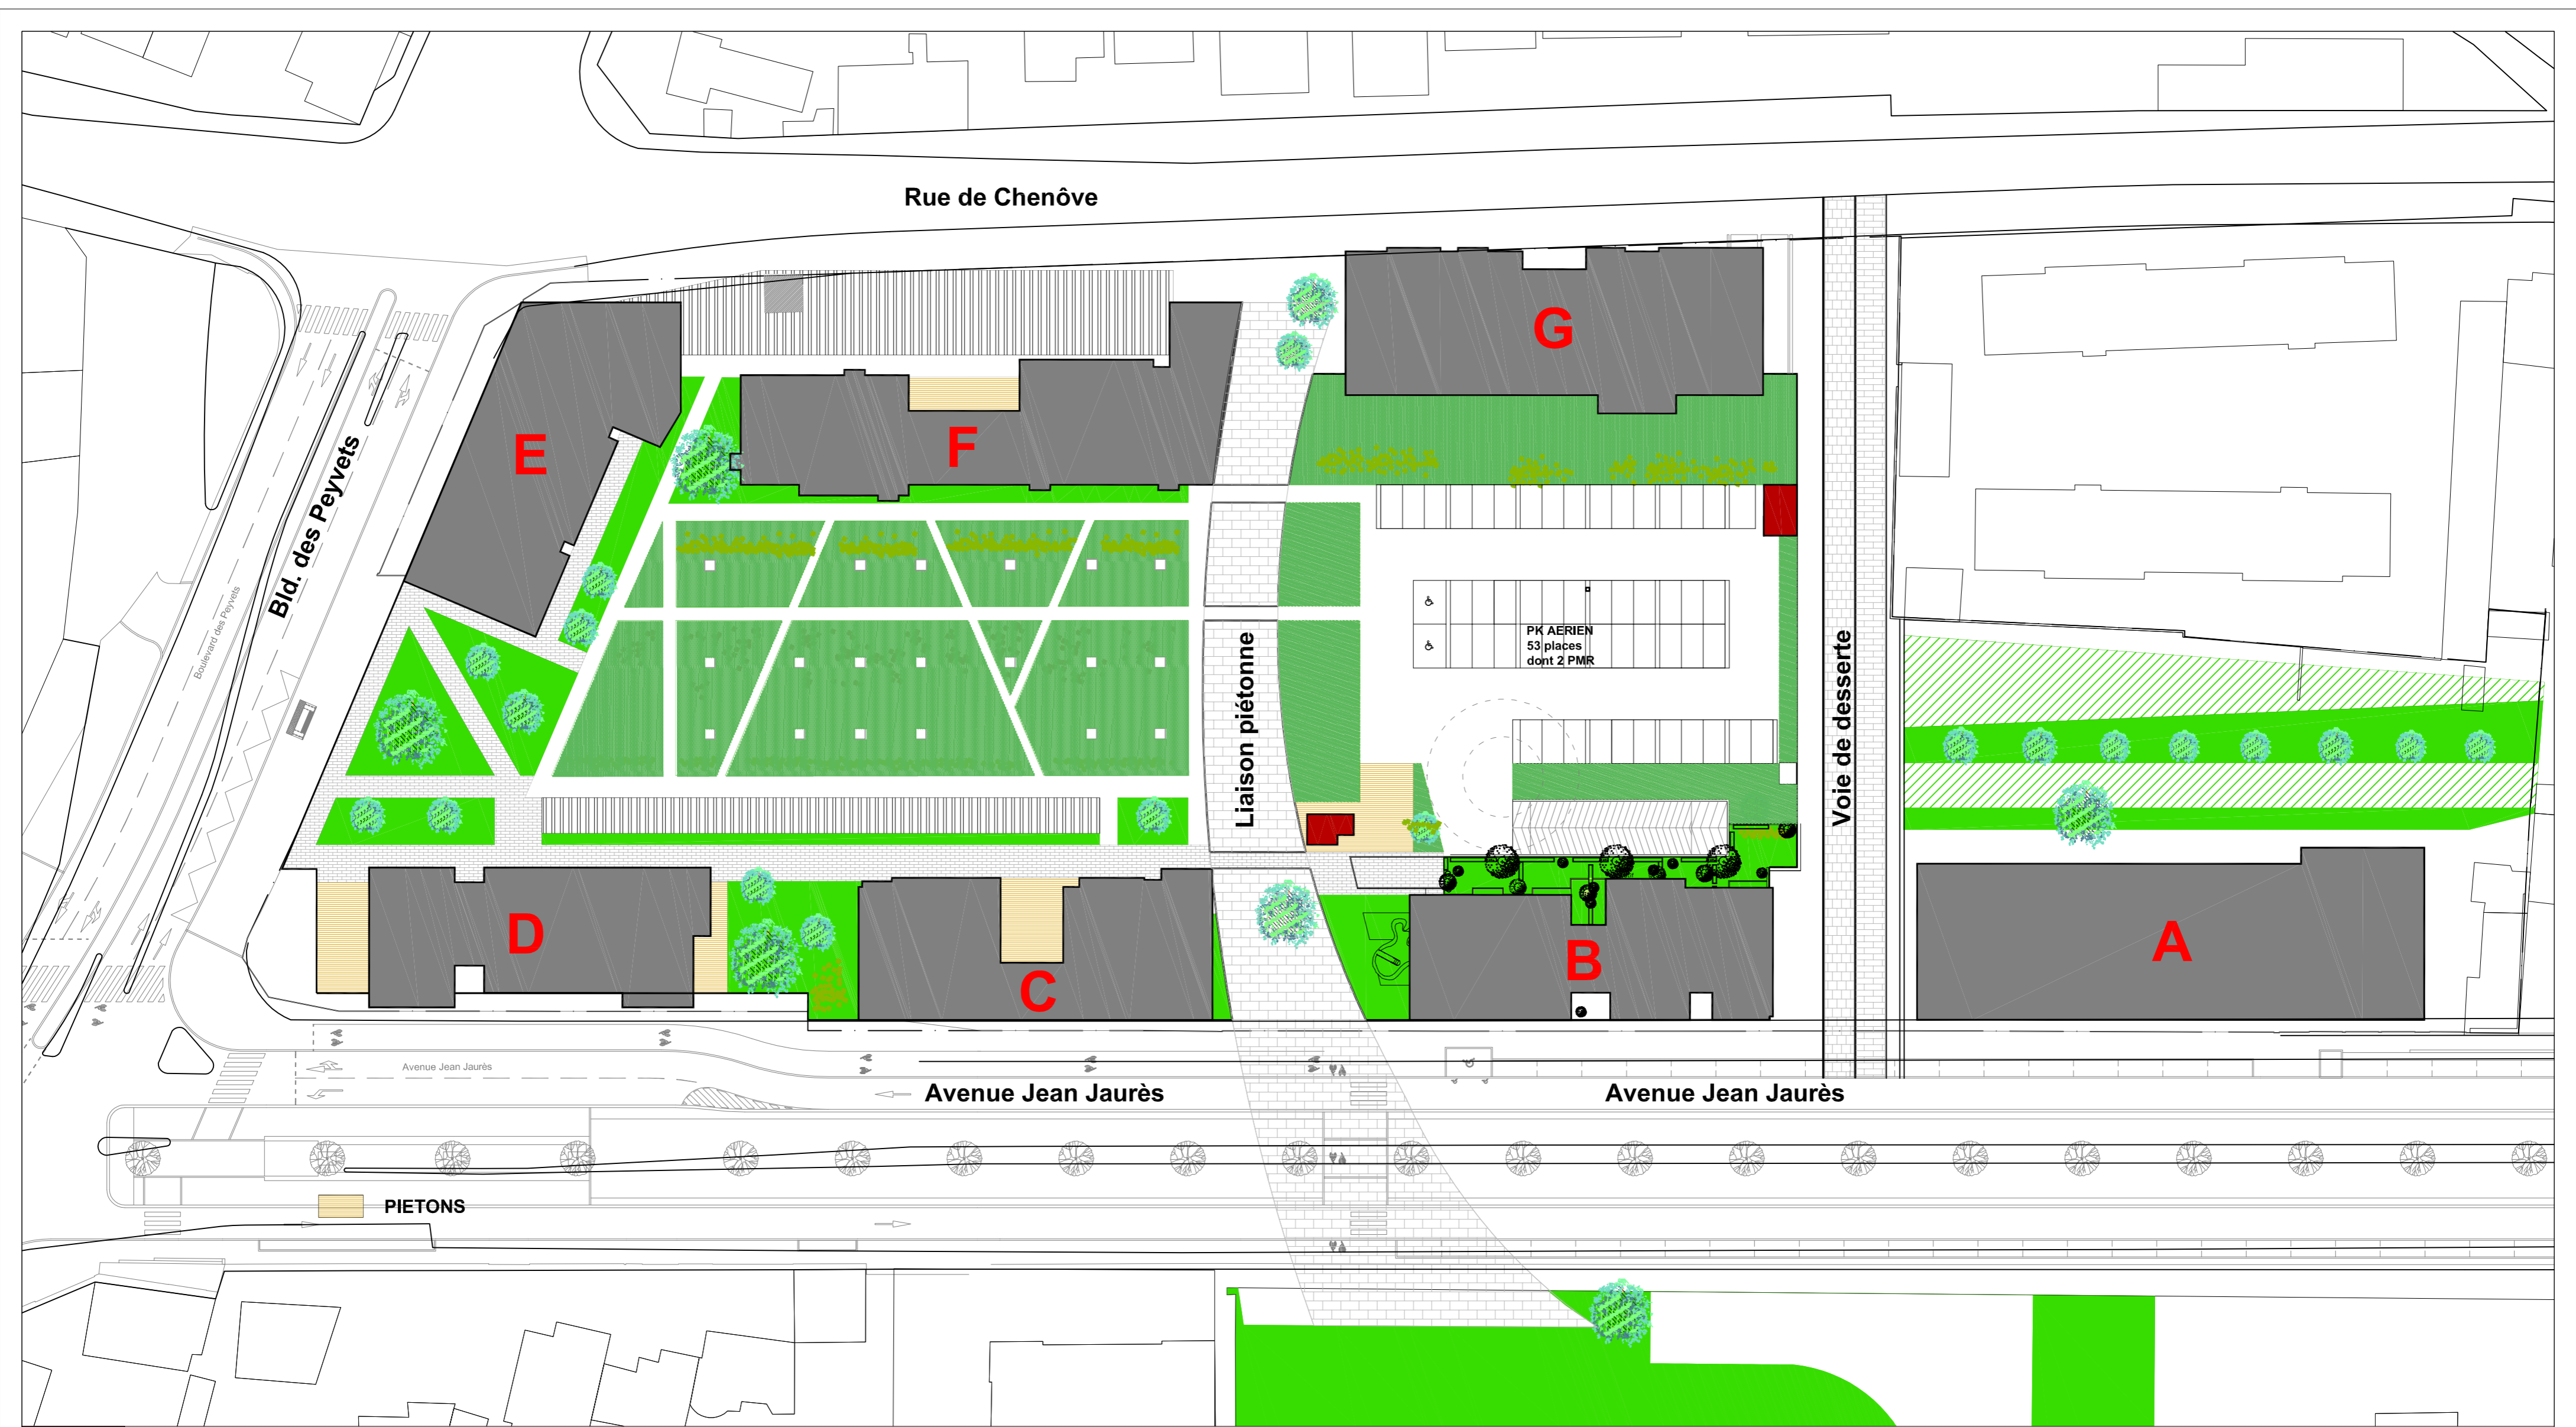 Rue de Chenôve
G
E
F
Bld. des Peyvets
Boulevard des Peyvets
PK AERIEN
53 places
dont 2 PMR
Liaison piétonne
Voie de desserte
D
C
B
A
Avenue Jean Jaurès
Avenue Jean Jaurès
Avenue Jean Jaurès
PIETONS